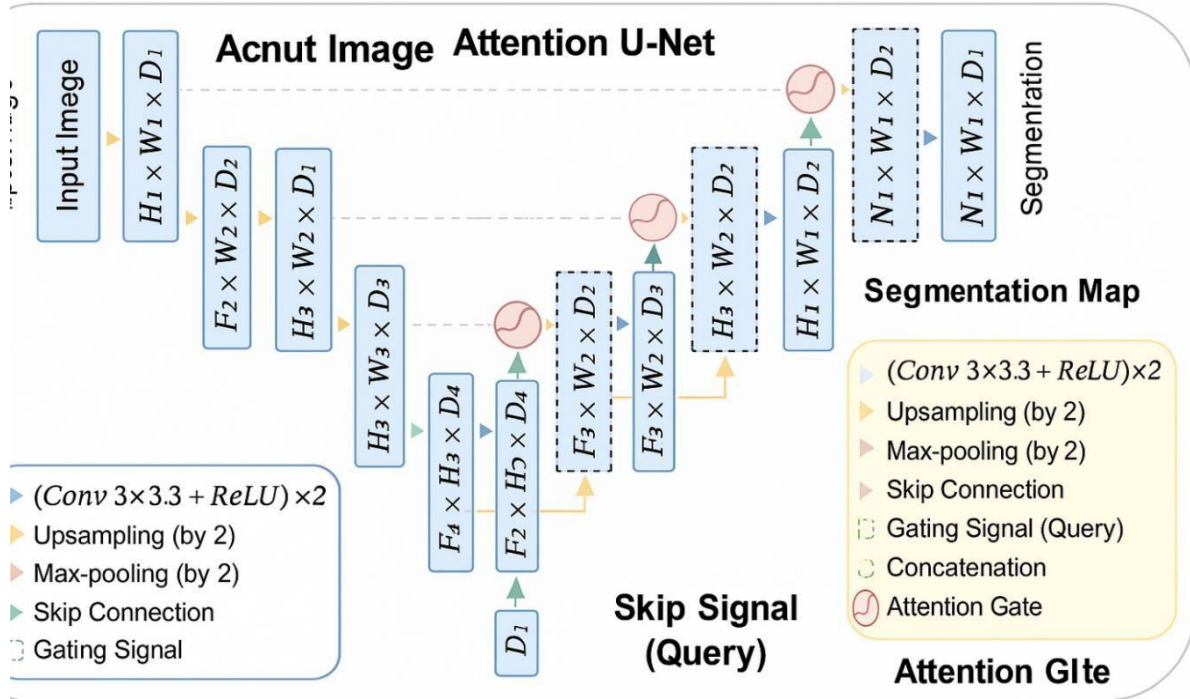 Acnut Image
Attention U-Net
Input Image
H₁ × W₁ × D₁
F₂ × W₂ × D₂
H₃ × W₂ × D₁
H₃ × W₃ × D₃
F₄ × H₃ × D₄
F₂ × HƆ × D₄
D₁
F₃ × W₂ × D₂
F₃ × W₂ × D₃
H₃ × W₂ × D₂
H₁ × W₁ × D₂
N₁ × W₁ × D₂
N₁ × W₁ × D₁
Segmentation
Segmentation Map
(Conv 3×3.3 + ReLU) ×2
Upsampling (by 2)
Max-pooling (by 2)
Skip Connection
Gating Signal
Skip Signal
(Query)
(Conv 3×3.3 + ReLU)×2
Upsampling (by 2)
Max-pooling (by 2)
Skip Connection
Gating Signal (Query)
Concatenation
Attention Gate
Attention GIte